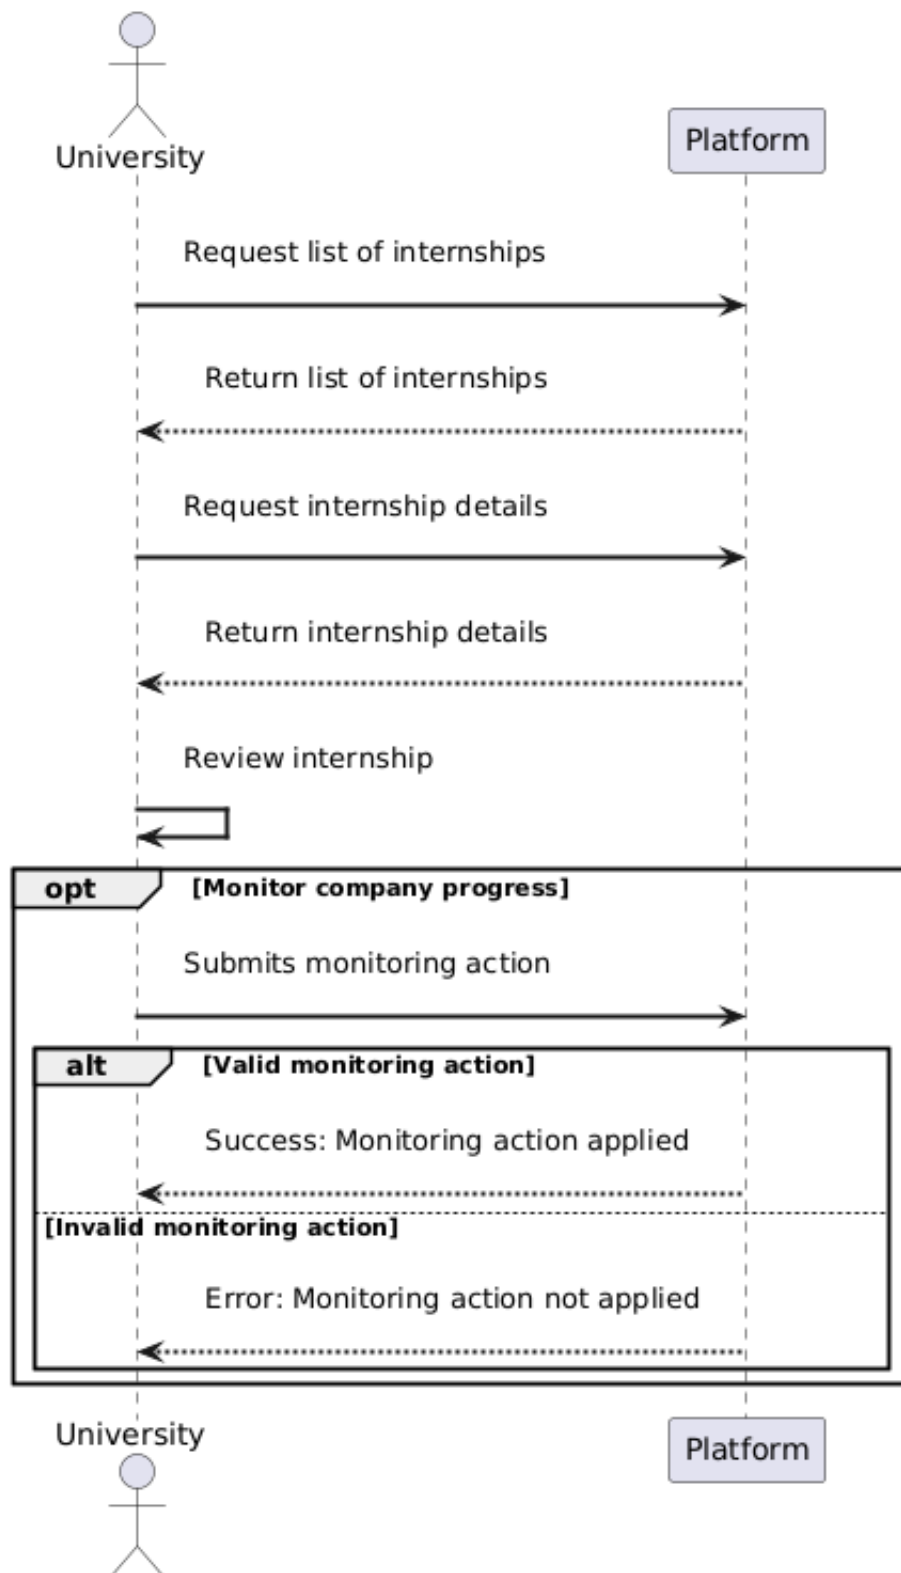 University
Platform
Request list of internships
Return list of internships
Request internship details
Return internship details
Review internship
opt [Monitor company progress]
Submits monitoring action
alt [Valid monitoring action]
Success: Monitoring action applied
[Invalid monitoring action]
Error: Monitoring action not applied
University
Platform